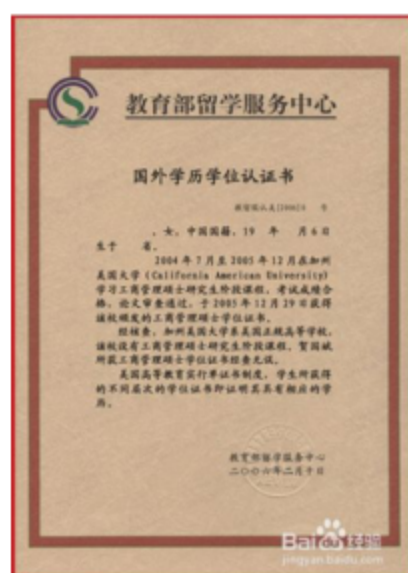 教育部留学服务中心
国外学历学位认证书
教留服认美[2006]
，女，中国国籍，19 年 月6日
生于 省。
2004年7月至2005年12月在加州
美国大学（California American University）
学习工商管理硕士研究生阶段课程，考试成绩合
格，论文审查通过，于2005年12月29日获得
该校颁发的工商管理硕士学位证书。
经核查，加州美国大学系美国正规高等学校，
该校设有工商管理硕士研究生阶段课程，贺国斌
所获工商管理硕士学位证书经查无误。
美国高等教育实行单证书制度，学生所获得
的不同层次的学位证书即证明其具有相应的学
历。
教育部留学服务中心
二〇〇六年二月十日
Baidu经验
jingyan.baidu.com